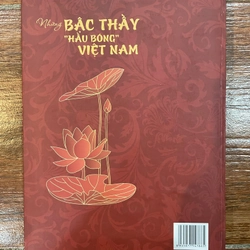 Những BẬC THẦY
"HẦU BÓNG"
VIỆT NAM